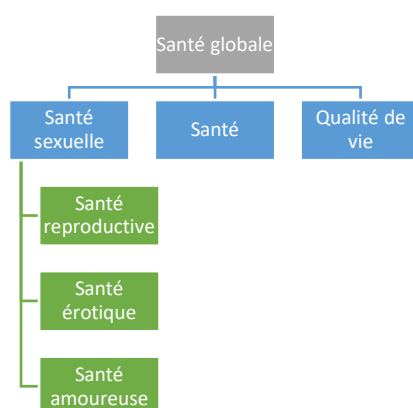 Santé globale
Santé
sexuelle
Santé
Qualité de
vie
Santé
reproductive
Santé
érotique
Santé
amoureuse